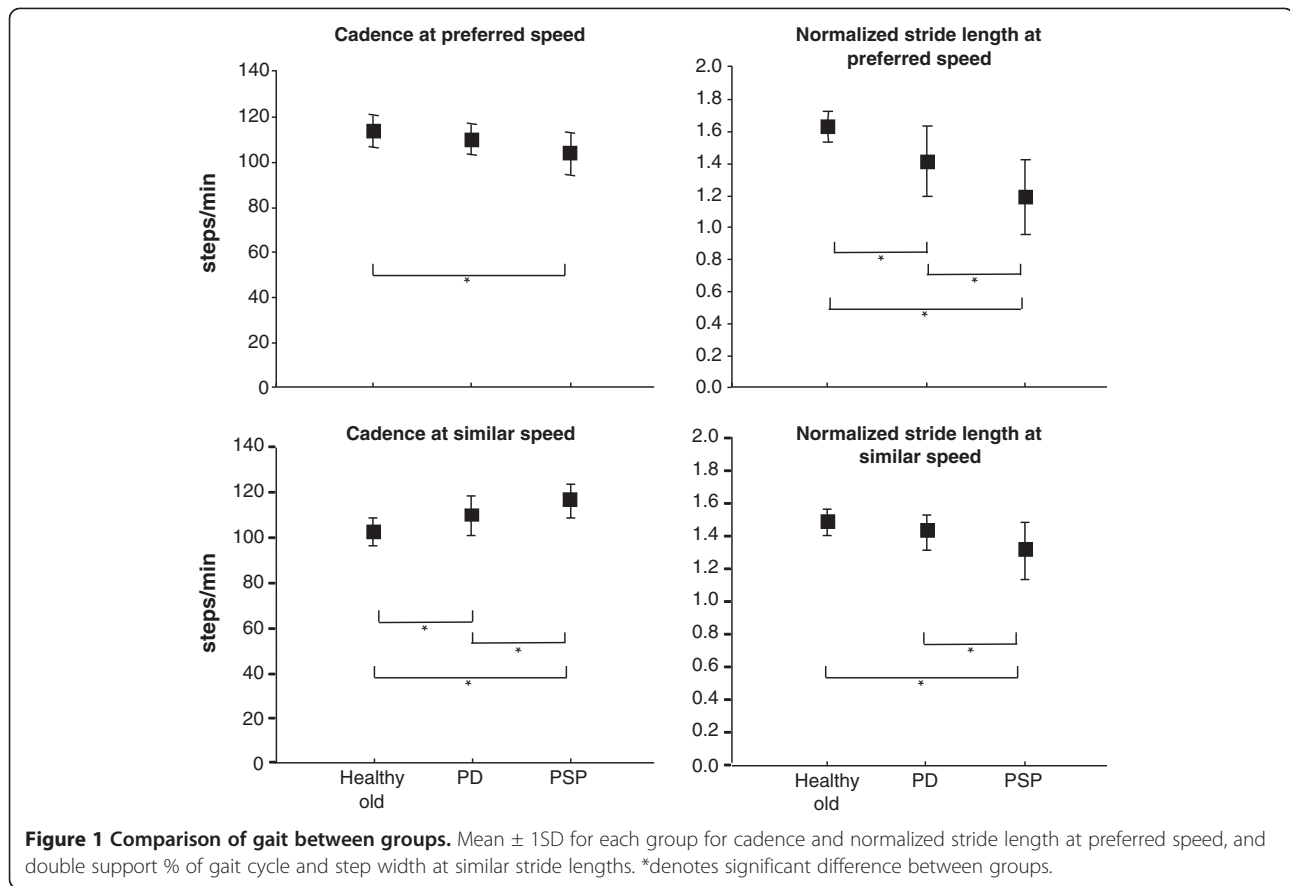 Cadence at preferred speed
steps/min
140
120
100
80
60
40
20
0
*
Normalized stride length at
preferred speed
2.0
1.8
1.6
1.4
1.2
1.0
0.8
0.6
0.4
0.2
0.0
*
*
*
Cadence at similar speed
steps/min
140
120
100
80
60
40
20
0
*
*
*
Healthy
old
PD
PSP
Normalized stride length at
similar speed
2.0
1.8
1.6
1.4
1.2
1.0
0.8
0.6
0.4
0.2
0.0
*
*
Healthy
old
PD
PSP
Figure 1 Comparison of gait between groups. Mean ± 1SD for each group for cadence and normalized stride length at preferred speed, and
double support % of gait cycle and step width at similar stride lengths. *denotes significant difference between groups.